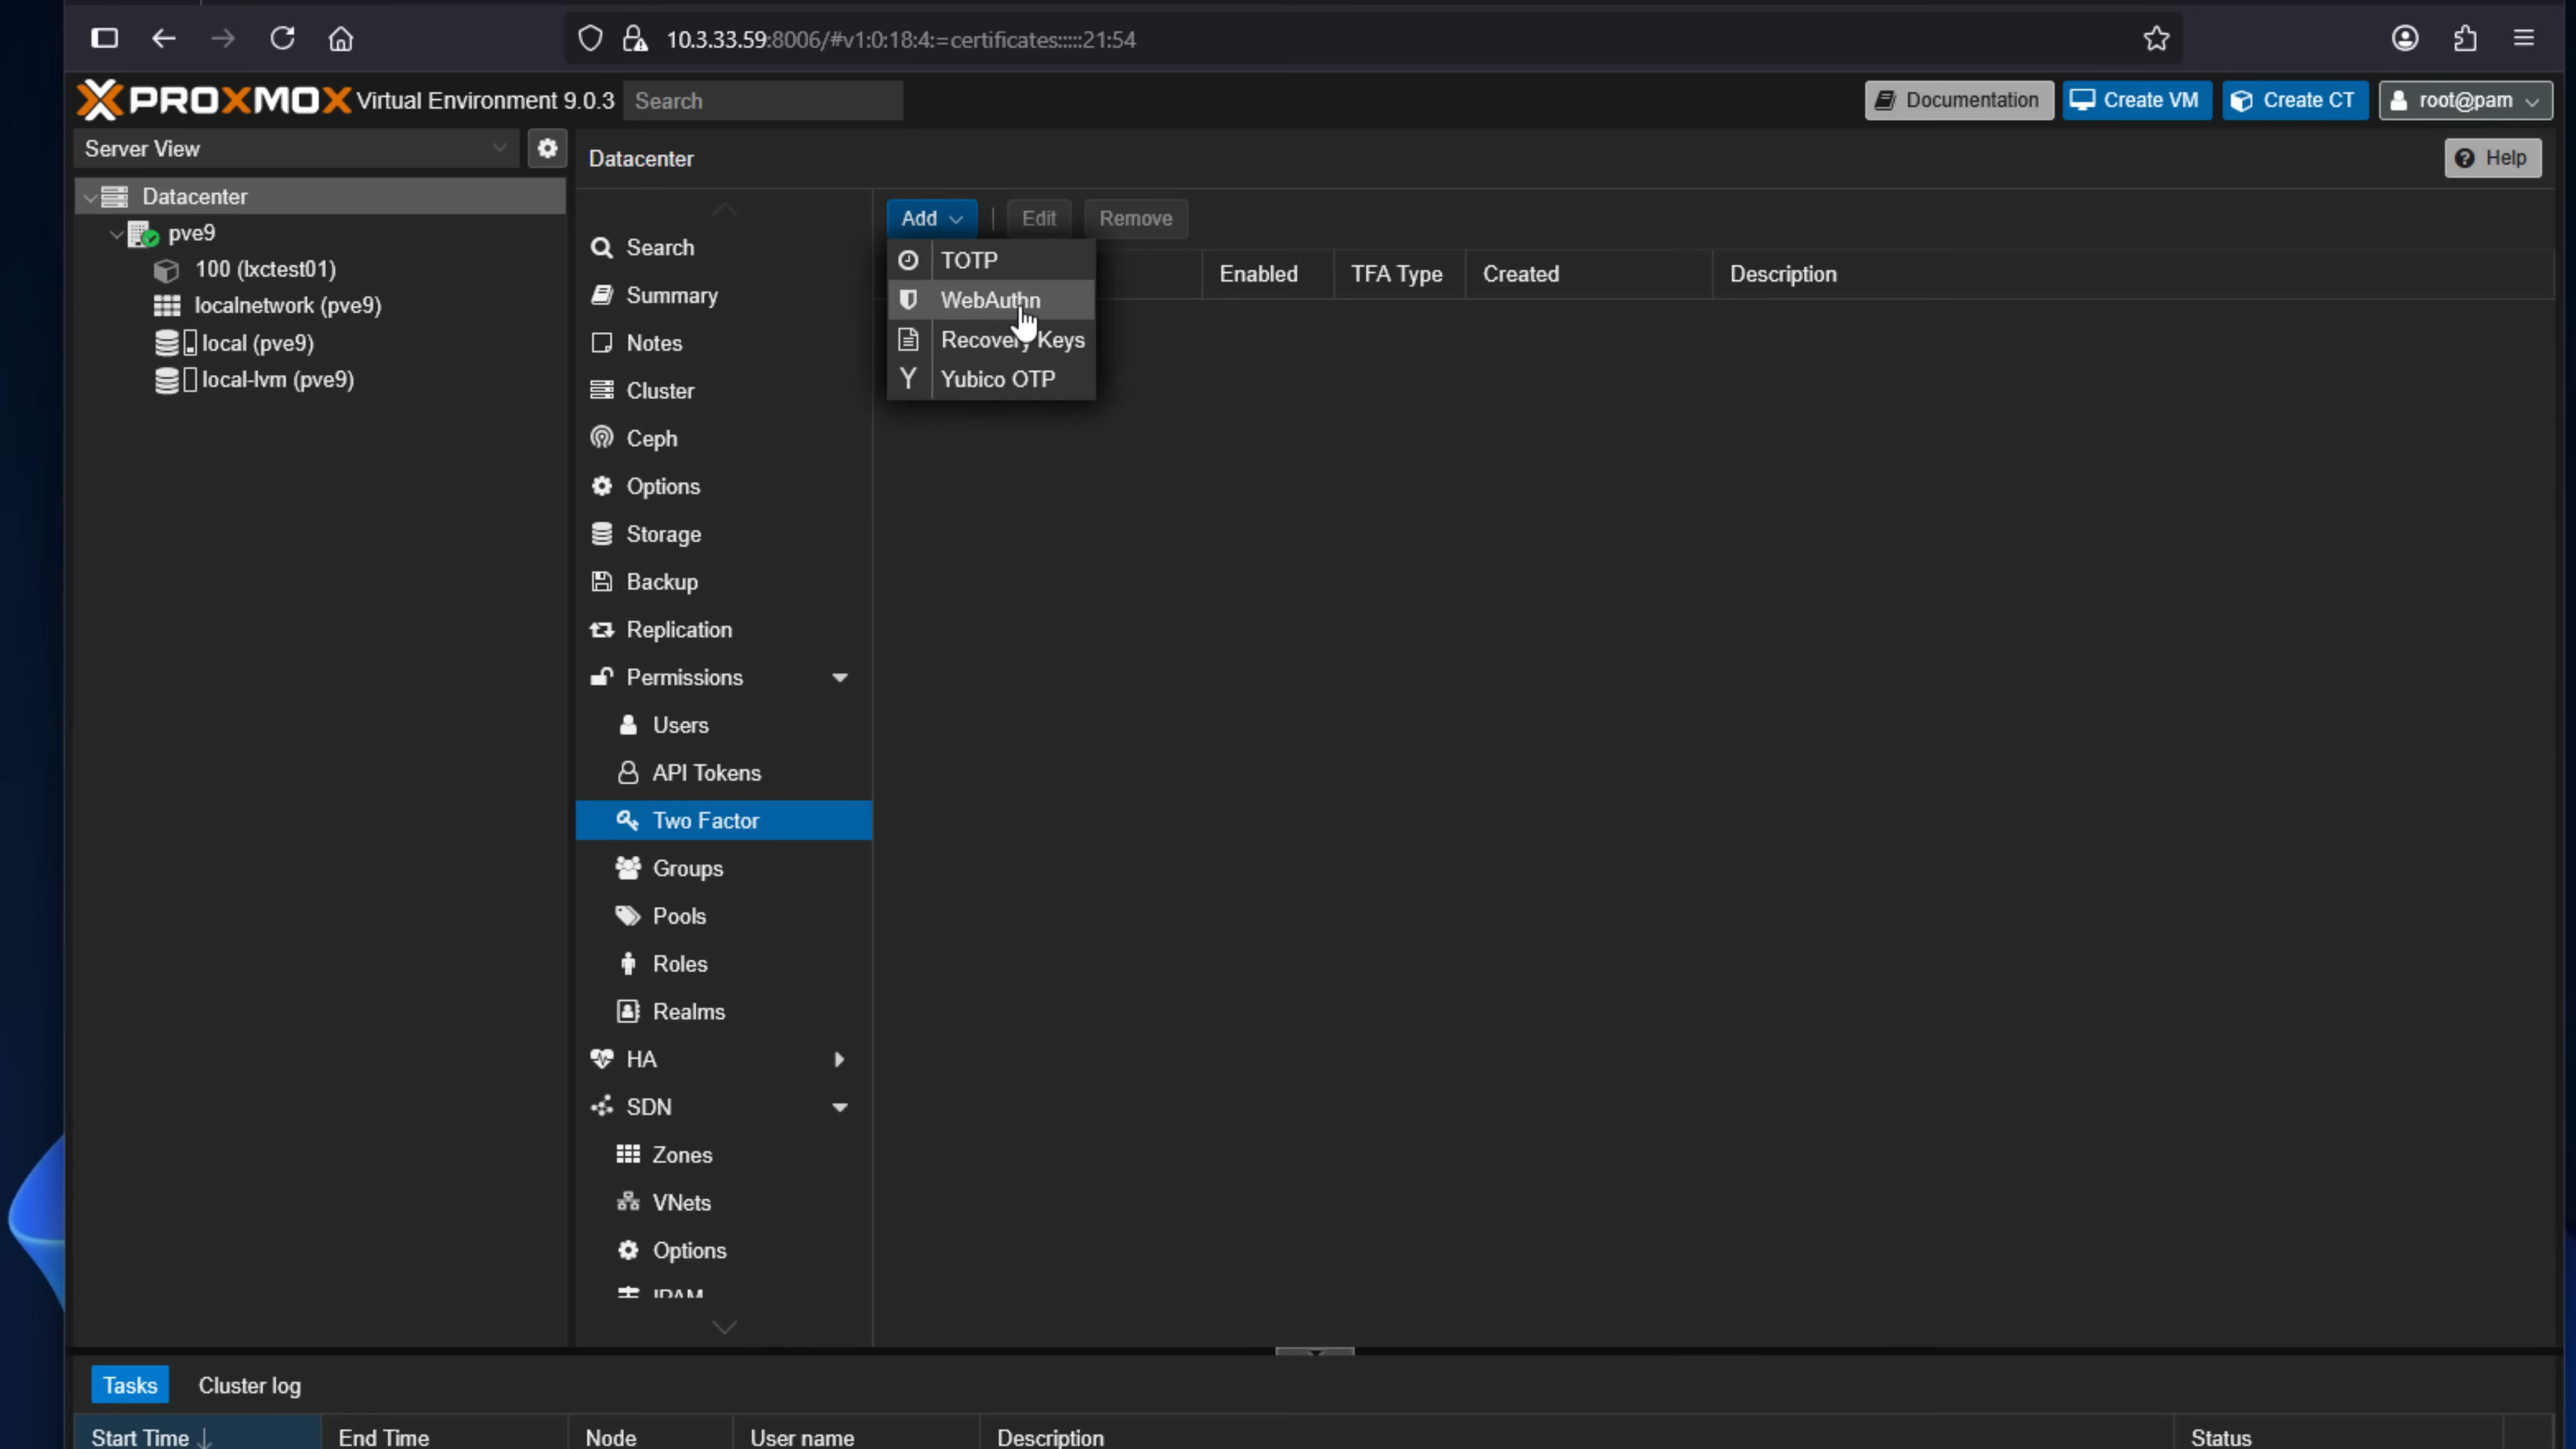 10.3.33.59:8006/#v1:0:18:4:=certificates:::::21:54
PROXMOX Virtual Environment 9.0.3 Search
Documentation Create VM Create CT root@pam
Server View
Datacenter
Help
Datacenter
pve9
100 (lxctest01)
localnetwork (pve9)
local (pve9)
local-lvm (pve9)
Search
Summary
Notes
Cluster
Ceph
Options
Storage
Backup
Replication
Permissions
Users
API Tokens
Two Factor
Groups
Pools
Roles
Realms
HA
SDN
Zones
VNets
Options
IPAM
Add Edit Remove
Enabled TFA Type Created Description
TOTP
WebAuthn
Recovery Keys
Yubico OTP
Tasks Cluster log
Start Time End Time Node User name Description Status